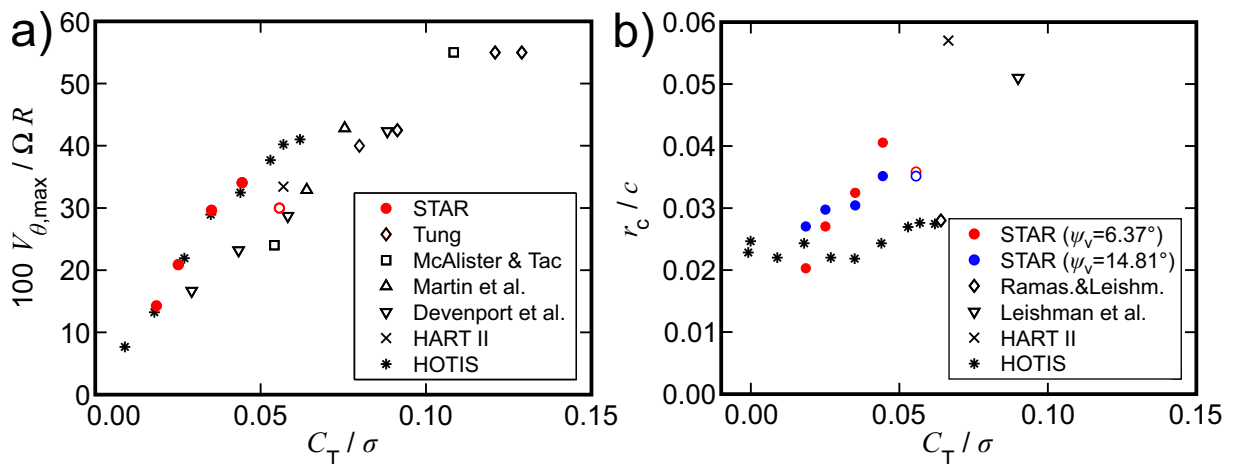 a)
100 V_θ,max / Ω R
60
50
40
30
20
10
0
0.00
0.05
0.10
0.15
C_T / σ
STAR
Tung
McAlister & Tac
Martin et al.
Devenport et al.
HART II
HOTIS
b)
r_c / c
0.06
0.05
0.04
0.03
0.02
0.01
0.00
0.00
0.05
0.10
0.15
C_T / σ
STAR (ψ_v=6.37°)
STAR (ψ_v=14.81°)
Ramas.&Leishm.
Leishman et al.
HART II
HOTIS